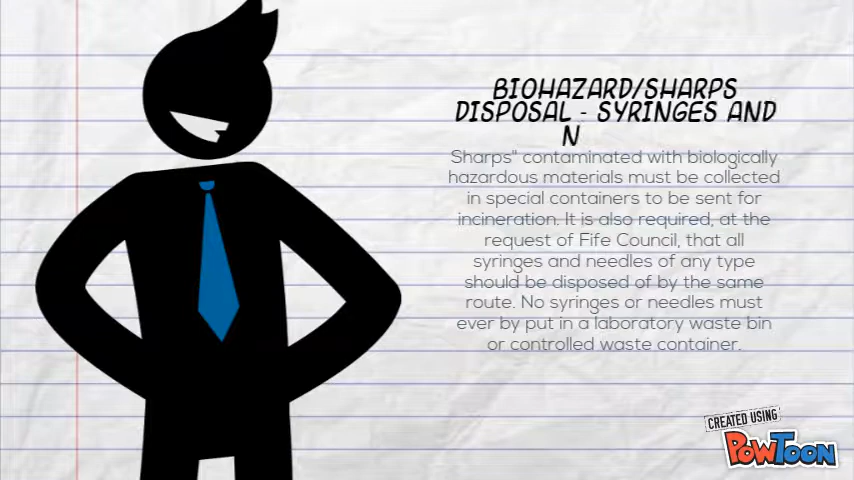 BIOHAZARD/SHARPS
DISPOSAL - SYRINGES AND
N
Sharps" contaminated with biologically
hazardous materials must be collected
in special containers to be sent for
incineration. It is also required, at the
request of Fife Council, that all
syringes and needles of any type
should be disposed of by the same
route. No syringes or needles must
ever by put in a laboratory waste bin
or controlled waste container.
CREATED USING
POWTOON